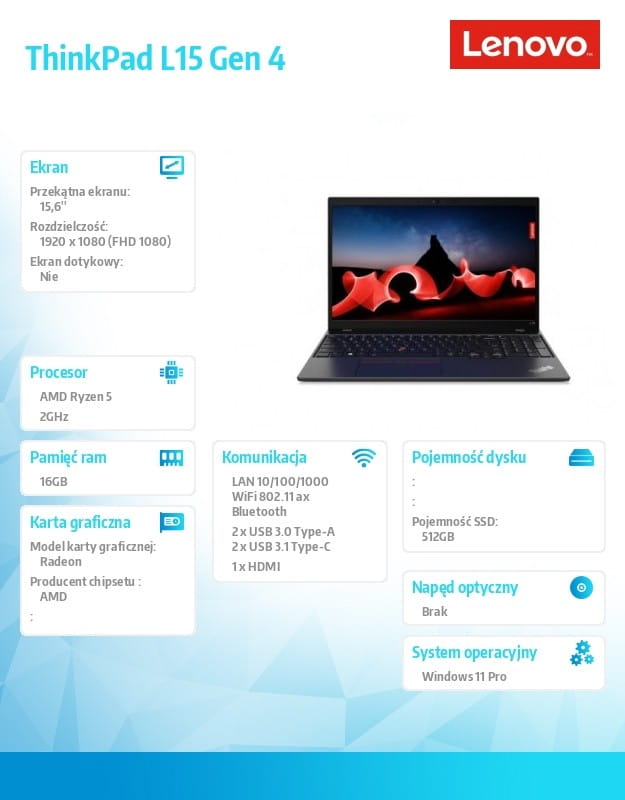 ThinkPad L15 Gen 4
Lenovo
Ekran
Przekątna ekranu:
15,6"
Rozdzielczość:
1920 x 1080 (FHD 1080)
Ekran dotykowy:
Nie
Procesor
AMD Ryzen 5
2GHz
Pamięć ram
16GB
Karta graficzna
Model karty graficznej:
Radeon
Producent chipsetu :
AMD
:
Komunikacja
LAN 10/100/1000
WiFi 802.11 ax
Bluetooth
2 x USB 3.0 Type-A
2 x USB 3.1 Type-C
1 x HDMI
Pojemność dysku
:
:
Pojemność SSD:
512GB
Napęd optyczny
Brak
System operacyjny
Windows 11 Pro